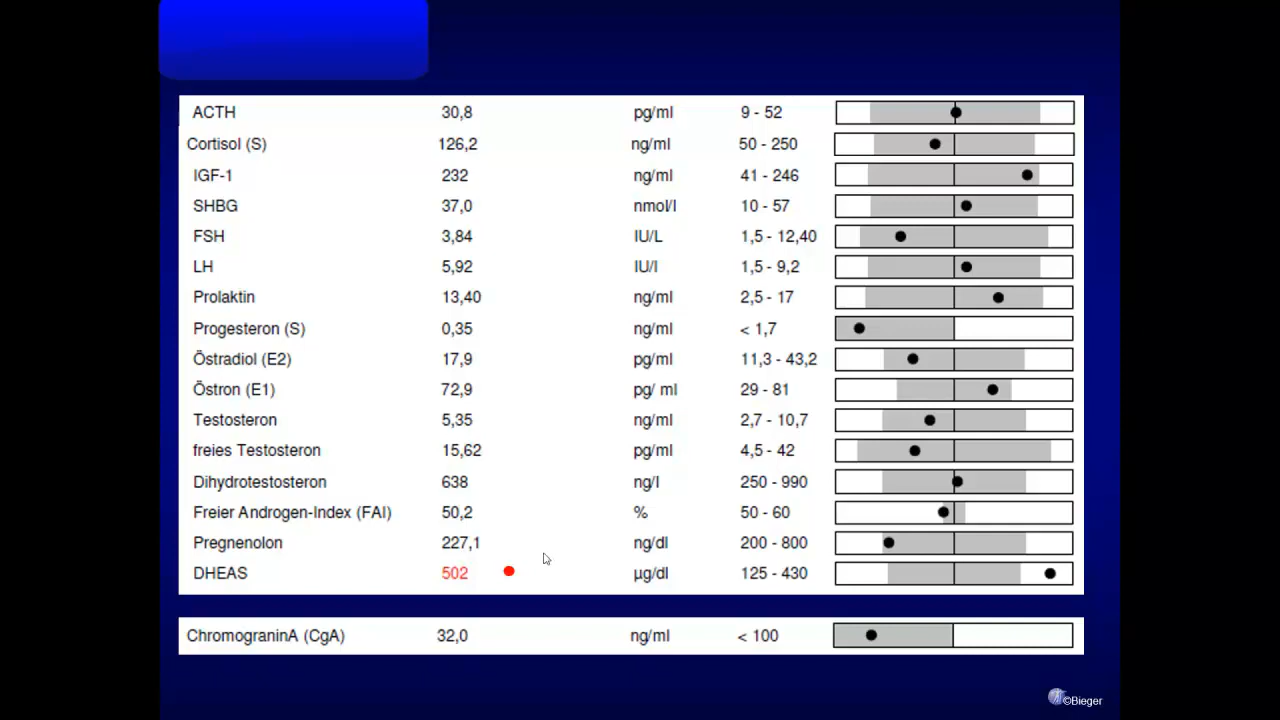 ACTH 30,8 pg/ml 9 - 52
Cortisol (S) 126,2 ng/ml 50 - 250
IGF-1 232 ng/ml 41 - 246
SHBG 37,0 nmol/l 10 - 57
FSH 3,84 IU/L 1,5 - 12,40
LH 5,92 IU/l 1,5 - 9,2
Prolaktin 13,40 ng/ml 2,5 - 17
Progesteron (S) 0,35 ng/ml < 1,7
Östradiol (E2) 17,9 pg/ml 11,3 - 43,2
Östron (E1) 72,9 pg/ ml 29 - 81
Testosteron 5,35 ng/ml 2,7 - 10,7
freies Testosteron 15,62 pg/ml 4,5 - 42
Dihydrotestosteron 638 ng/l 250 - 990
Freier Androgen-Index (FAI) 50,2 % 50 - 60
Pregnenolon 227,1 ng/dl 200 - 800
DHEAS 502 µg/dl 125 - 430
ChromograninA (CgA) 32,0 ng/ml < 100
©Bieger